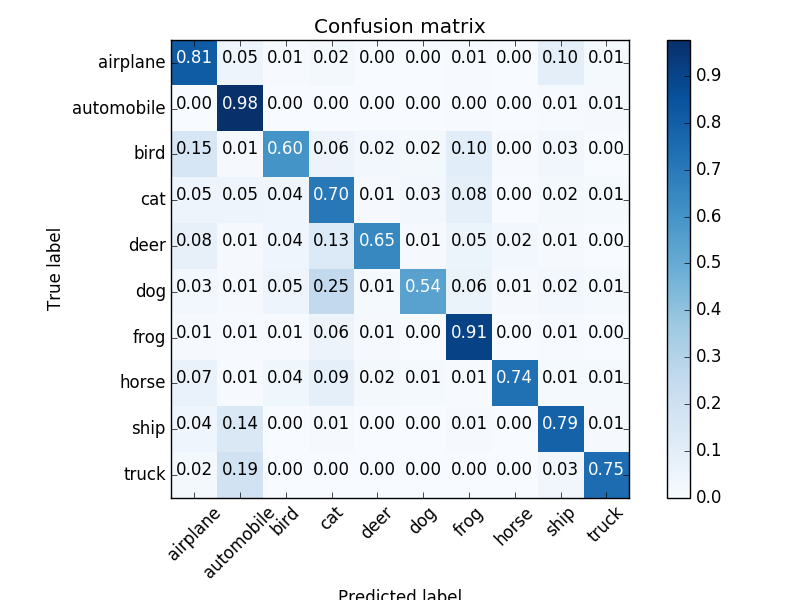 Confusion matrix
airplane 0.81 0.05 0.01 0.02 0.00 0.00 0.01 0.00 0.10 0.01
automobile 0.00 0.98 0.00 0.00 0.00 0.00 0.00 0.00 0.01 0.01
bird 0.15 0.01 0.60 0.06 0.02 0.02 0.10 0.00 0.03 0.00
cat 0.05 0.05 0.04 0.70 0.01 0.03 0.08 0.00 0.02 0.01
deer 0.08 0.01 0.04 0.13 0.65 0.01 0.05 0.02 0.01 0.00
dog 0.03 0.01 0.05 0.25 0.01 0.54 0.06 0.01 0.02 0.01
frog 0.01 0.01 0.01 0.06 0.01 0.00 0.91 0.00 0.01 0.00
horse 0.07 0.01 0.04 0.09 0.02 0.01 0.01 0.74 0.01 0.01
ship 0.04 0.14 0.00 0.01 0.00 0.00 0.01 0.00 0.79 0.01
truck 0.02 0.19 0.00 0.00 0.00 0.00 0.00 0.00 0.03 0.75
airplane automobile bird cat deer dog frog horse ship truck
True label
Predicted label
0.9
0.8
0.7
0.6
0.5
0.4
0.3
0.2
0.1
0.0